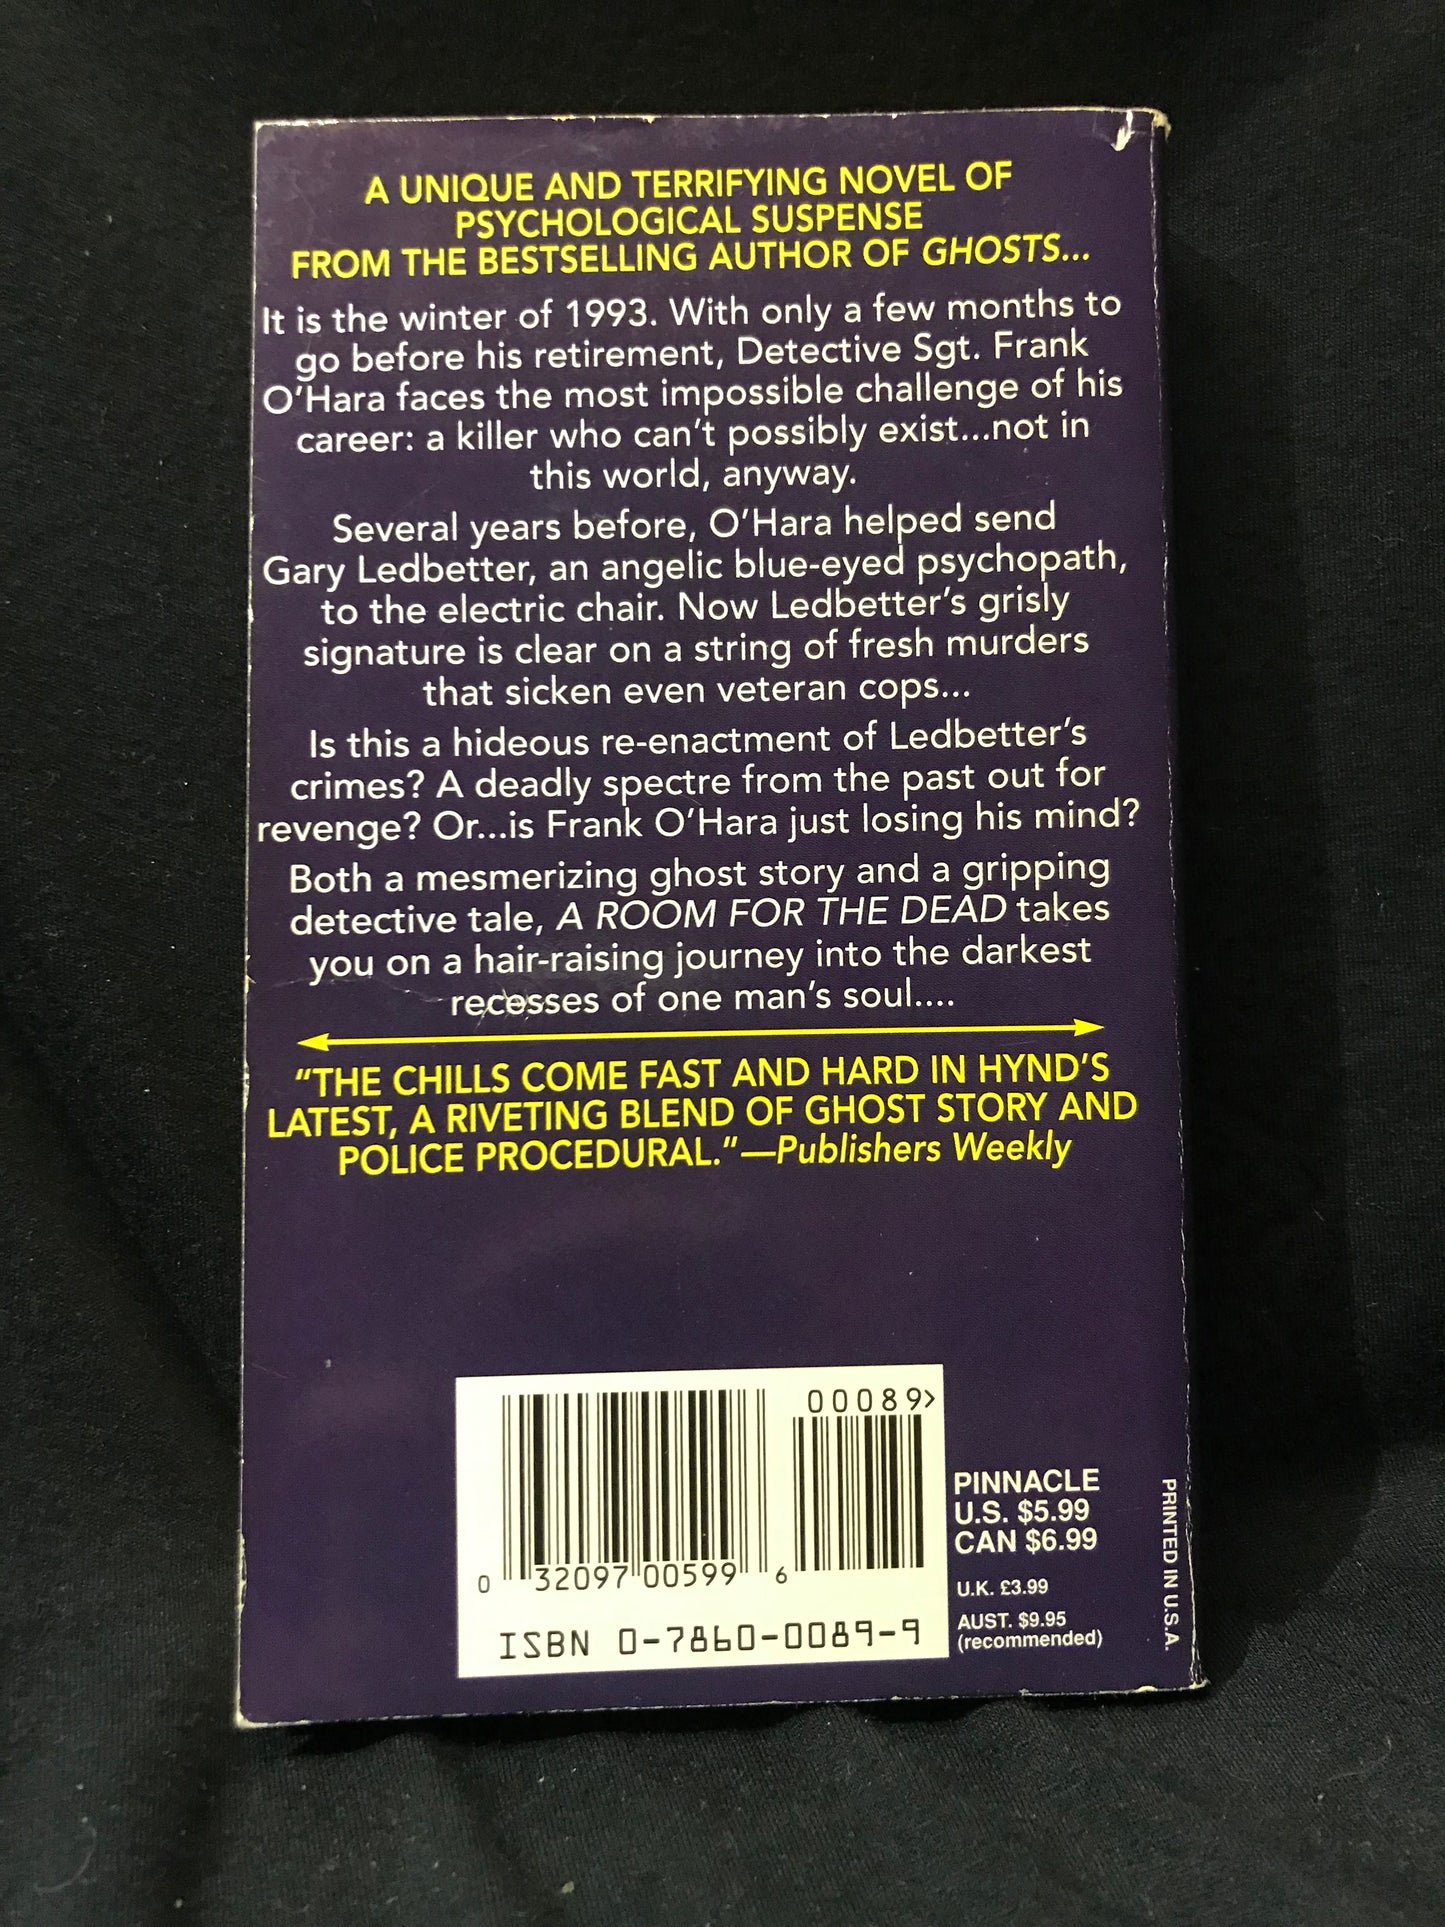 A UNIQUE AND TERRIFYING NOVEL OF
PSYCHOLOGICAL SUSPENSE
FROM THE BESTSELLING AUTHOR OF GHOSTS...
It is the winter of 1993. With only a few months to
go before his retirement, Detective Sgt. Frank
O'Hara faces the most impossible challenge of his
career: a killer who can't possibly exist...not in
this world, anyway.
Several years before, O'Hara helped send
Gary Ledbetter, an angelic blue-eyed psychopath,
to the electric chair. Now Ledbetter's grisly
signature is clear on a string of fresh murders
that sicken even veteran cops...
Is this a hideous re-enactment of Ledbetter's
crimes? A deadly spectre from the past out for
revenge? Or...is Frank O'Hara just losing his mind?
Both a mesmerizing ghost story and a gripping
detective tale, A ROOM FOR THE DEAD takes
you on a hair-raising journey into the darkest
recesses of one man's soul....
"THE CHILLS COME FAST AND HARD IN HYND'S
LATEST, A RIVETING BLEND OF GHOST STORY AND
POLICE PROCEDURAL."—Publishers Weekly
00089>
0 32097 00599 6
ISBN 0-7860-0089-9
PINNACLE
U.S. $5.99
CAN $6.99
U.K. £3.99
AUST. $9.95
(recommended)
PRINTED IN U.S.A.